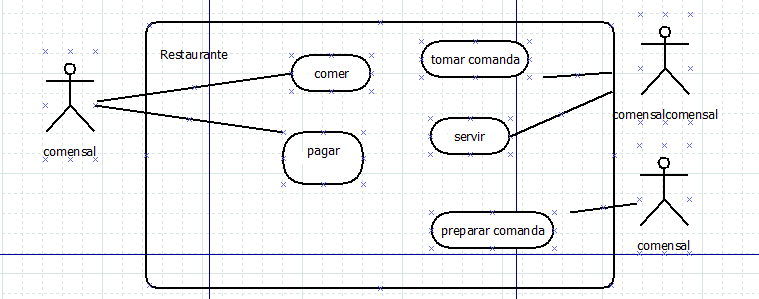 Restaurante
tomar comanda
comer
comensalcomensal
servir
comensal
pagar
preparar comanda
comensal